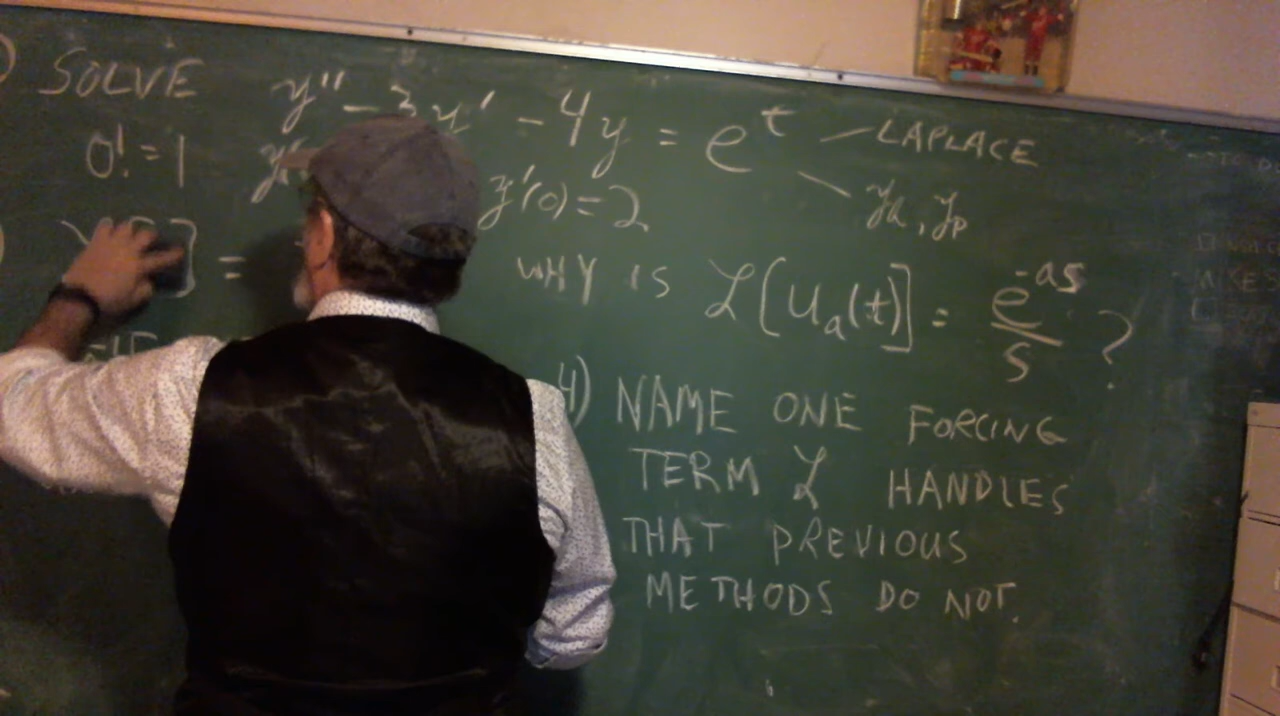 SOLVE y'' - 3y' - 4y = e^t — LAPLACE
0! = 1 y'(0) = 2 y_h, y_p
] =
WHY IS ℒ[u_a(t)] = e^{-as}/s ?
4) NAME ONE FORCING
TERM ℒ HANDLES
THAT PREVIOUS
METHODS DO NOT.